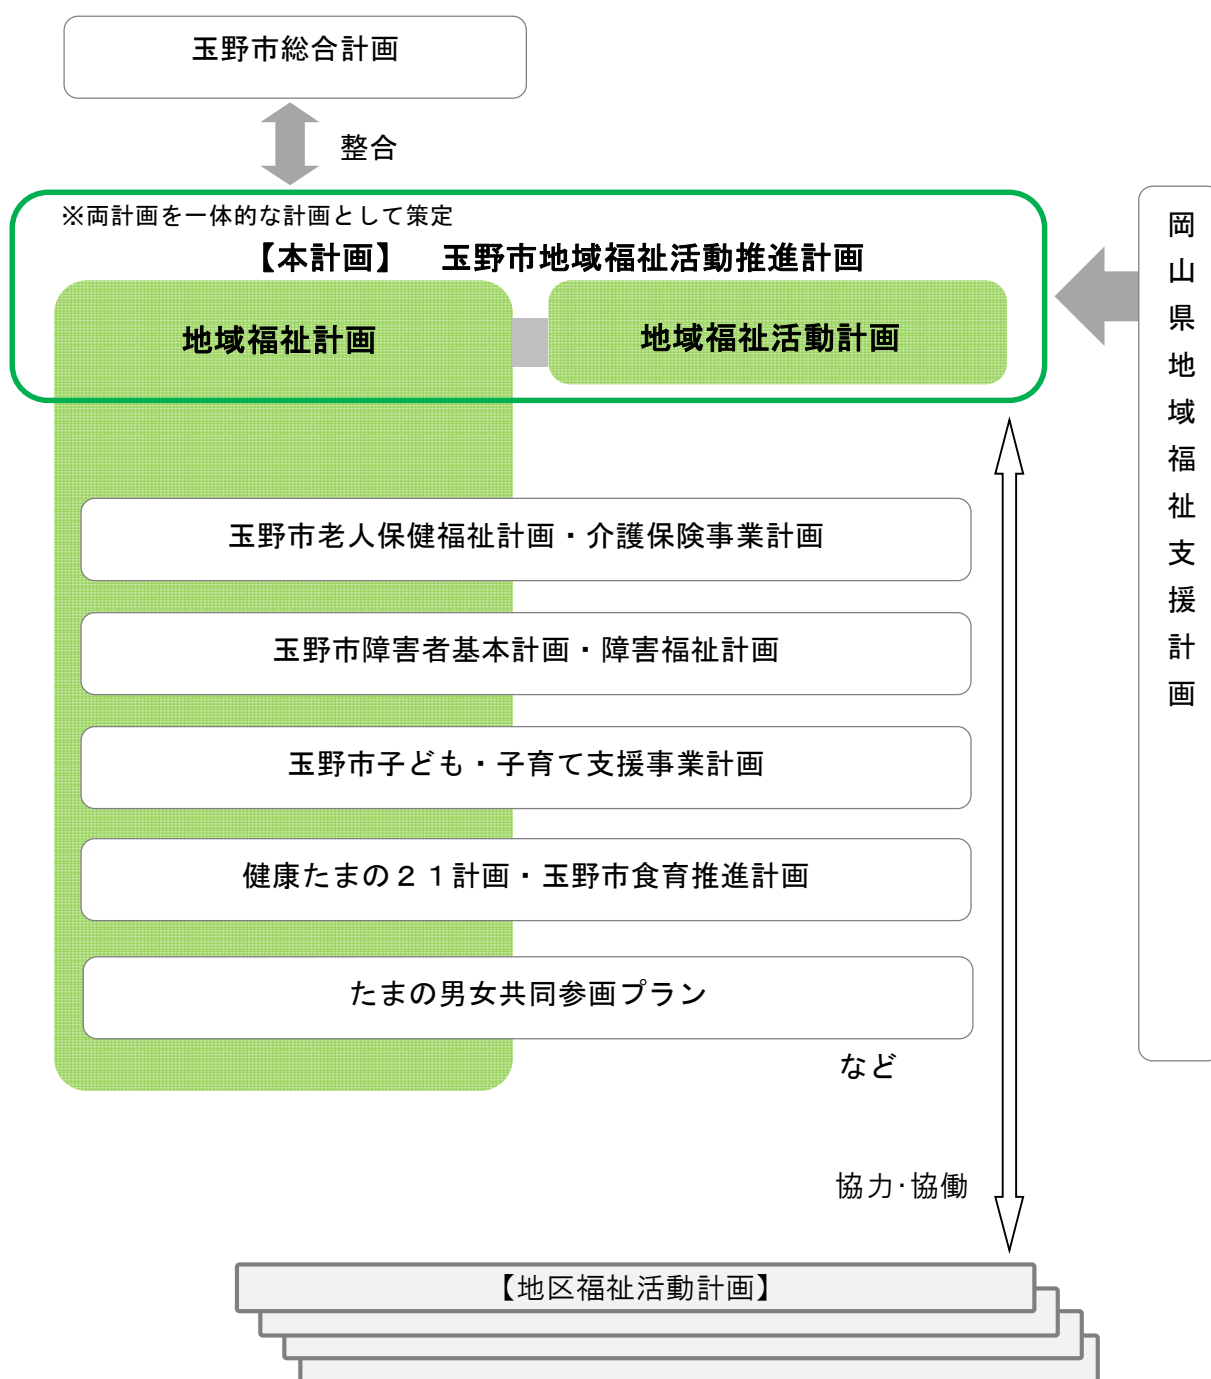 玉野市総合計画
整合
※両計画を一体的な計画として策定
【本計画】　玉野市地域福祉活動推進計画
地域福祉計画
地域福祉活動計画
岡山県地域福祉支援計画
玉野市老人保健福祉計画・介護保険事業計画
玉野市障害者基本計画・障害福祉計画
玉野市子ども・子育て支援事業計画
健康たまの２１計画・玉野市食育推進計画
たまの男女共同参画プラン
など
協力･協働
【地区福祉活動計画】